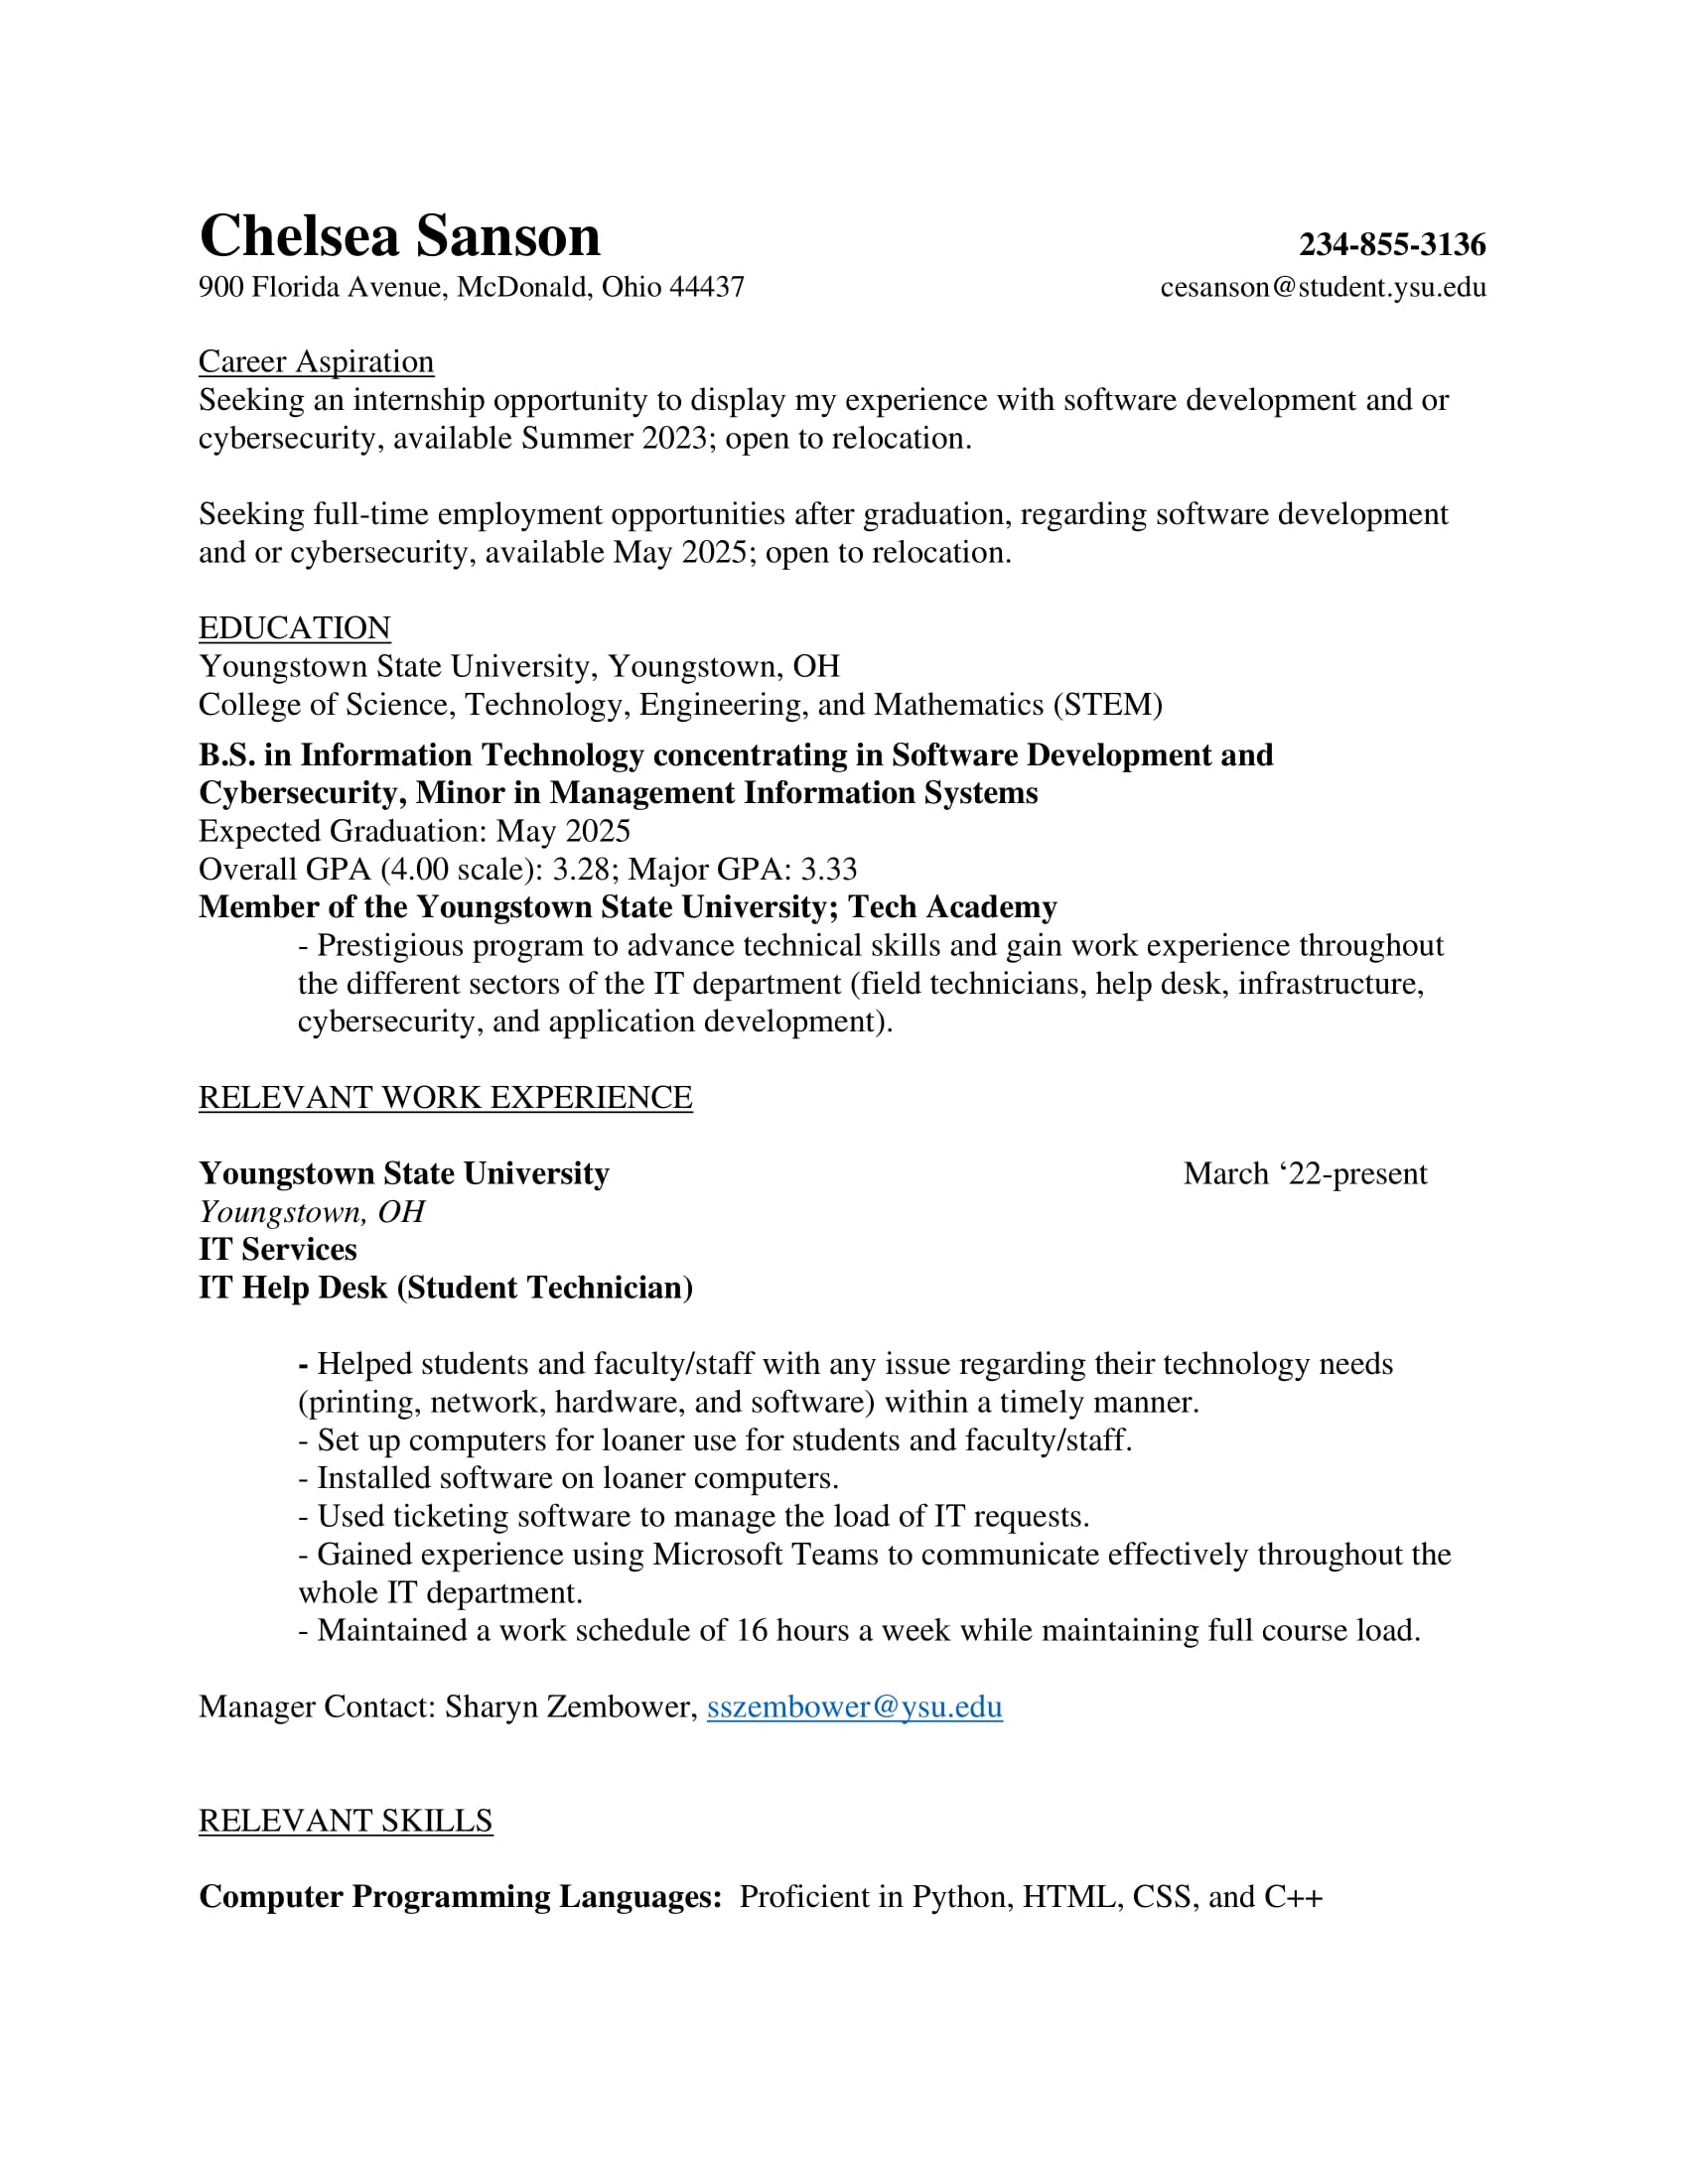 Chelsea Sanson 234-855-3136
900 Florida Avenue, McDonald, Ohio 44437 cesanson@student.ysu.edu
Career Aspiration
Seeking an internship opportunity to display my experience with software development and or
cybersecurity, available Summer 2023; open to relocation.
Seeking full-time employment opportunities after graduation, regarding software development
and or cybersecurity, available May 2025; open to relocation.
EDUCATION
Youngstown State University, Youngstown, OH
College of Science, Technology, Engineering, and Mathematics (STEM)
B.S. in Information Technology concentrating in Software Development and
Cybersecurity, Minor in Management Information Systems
Expected Graduation: May 2025
Overall GPA (4.00 scale): 3.28; Major GPA: 3.33
Member of the Youngstown State University; Tech Academy
- Prestigious program to advance technical skills and gain work experience throughout
the different sectors of the IT department (field technicians, help desk, infrastructure,
cybersecurity, and application development).
RELEVANT WORK EXPERIENCE
Youngstown State University March ‘22-present
Youngstown, OH
IT Services
IT Help Desk (Student Technician)
- Helped students and faculty/staff with any issue regarding their technology needs
(printing, network, hardware, and software) within a timely manner.
- Set up computers for loaner use for students and faculty/staff.
- Installed software on loaner computers.
- Used ticketing software to manage the load of IT requests.
- Gained experience using Microsoft Teams to communicate effectively throughout the
whole IT department.
- Maintained a work schedule of 16 hours a week while maintaining full course load.
Manager Contact: Sharyn Zembower, sszembower@ysu.edu
RELEVANT SKILLS
Computer Programming Languages: Proficient in Python, HTML, CSS, and C++